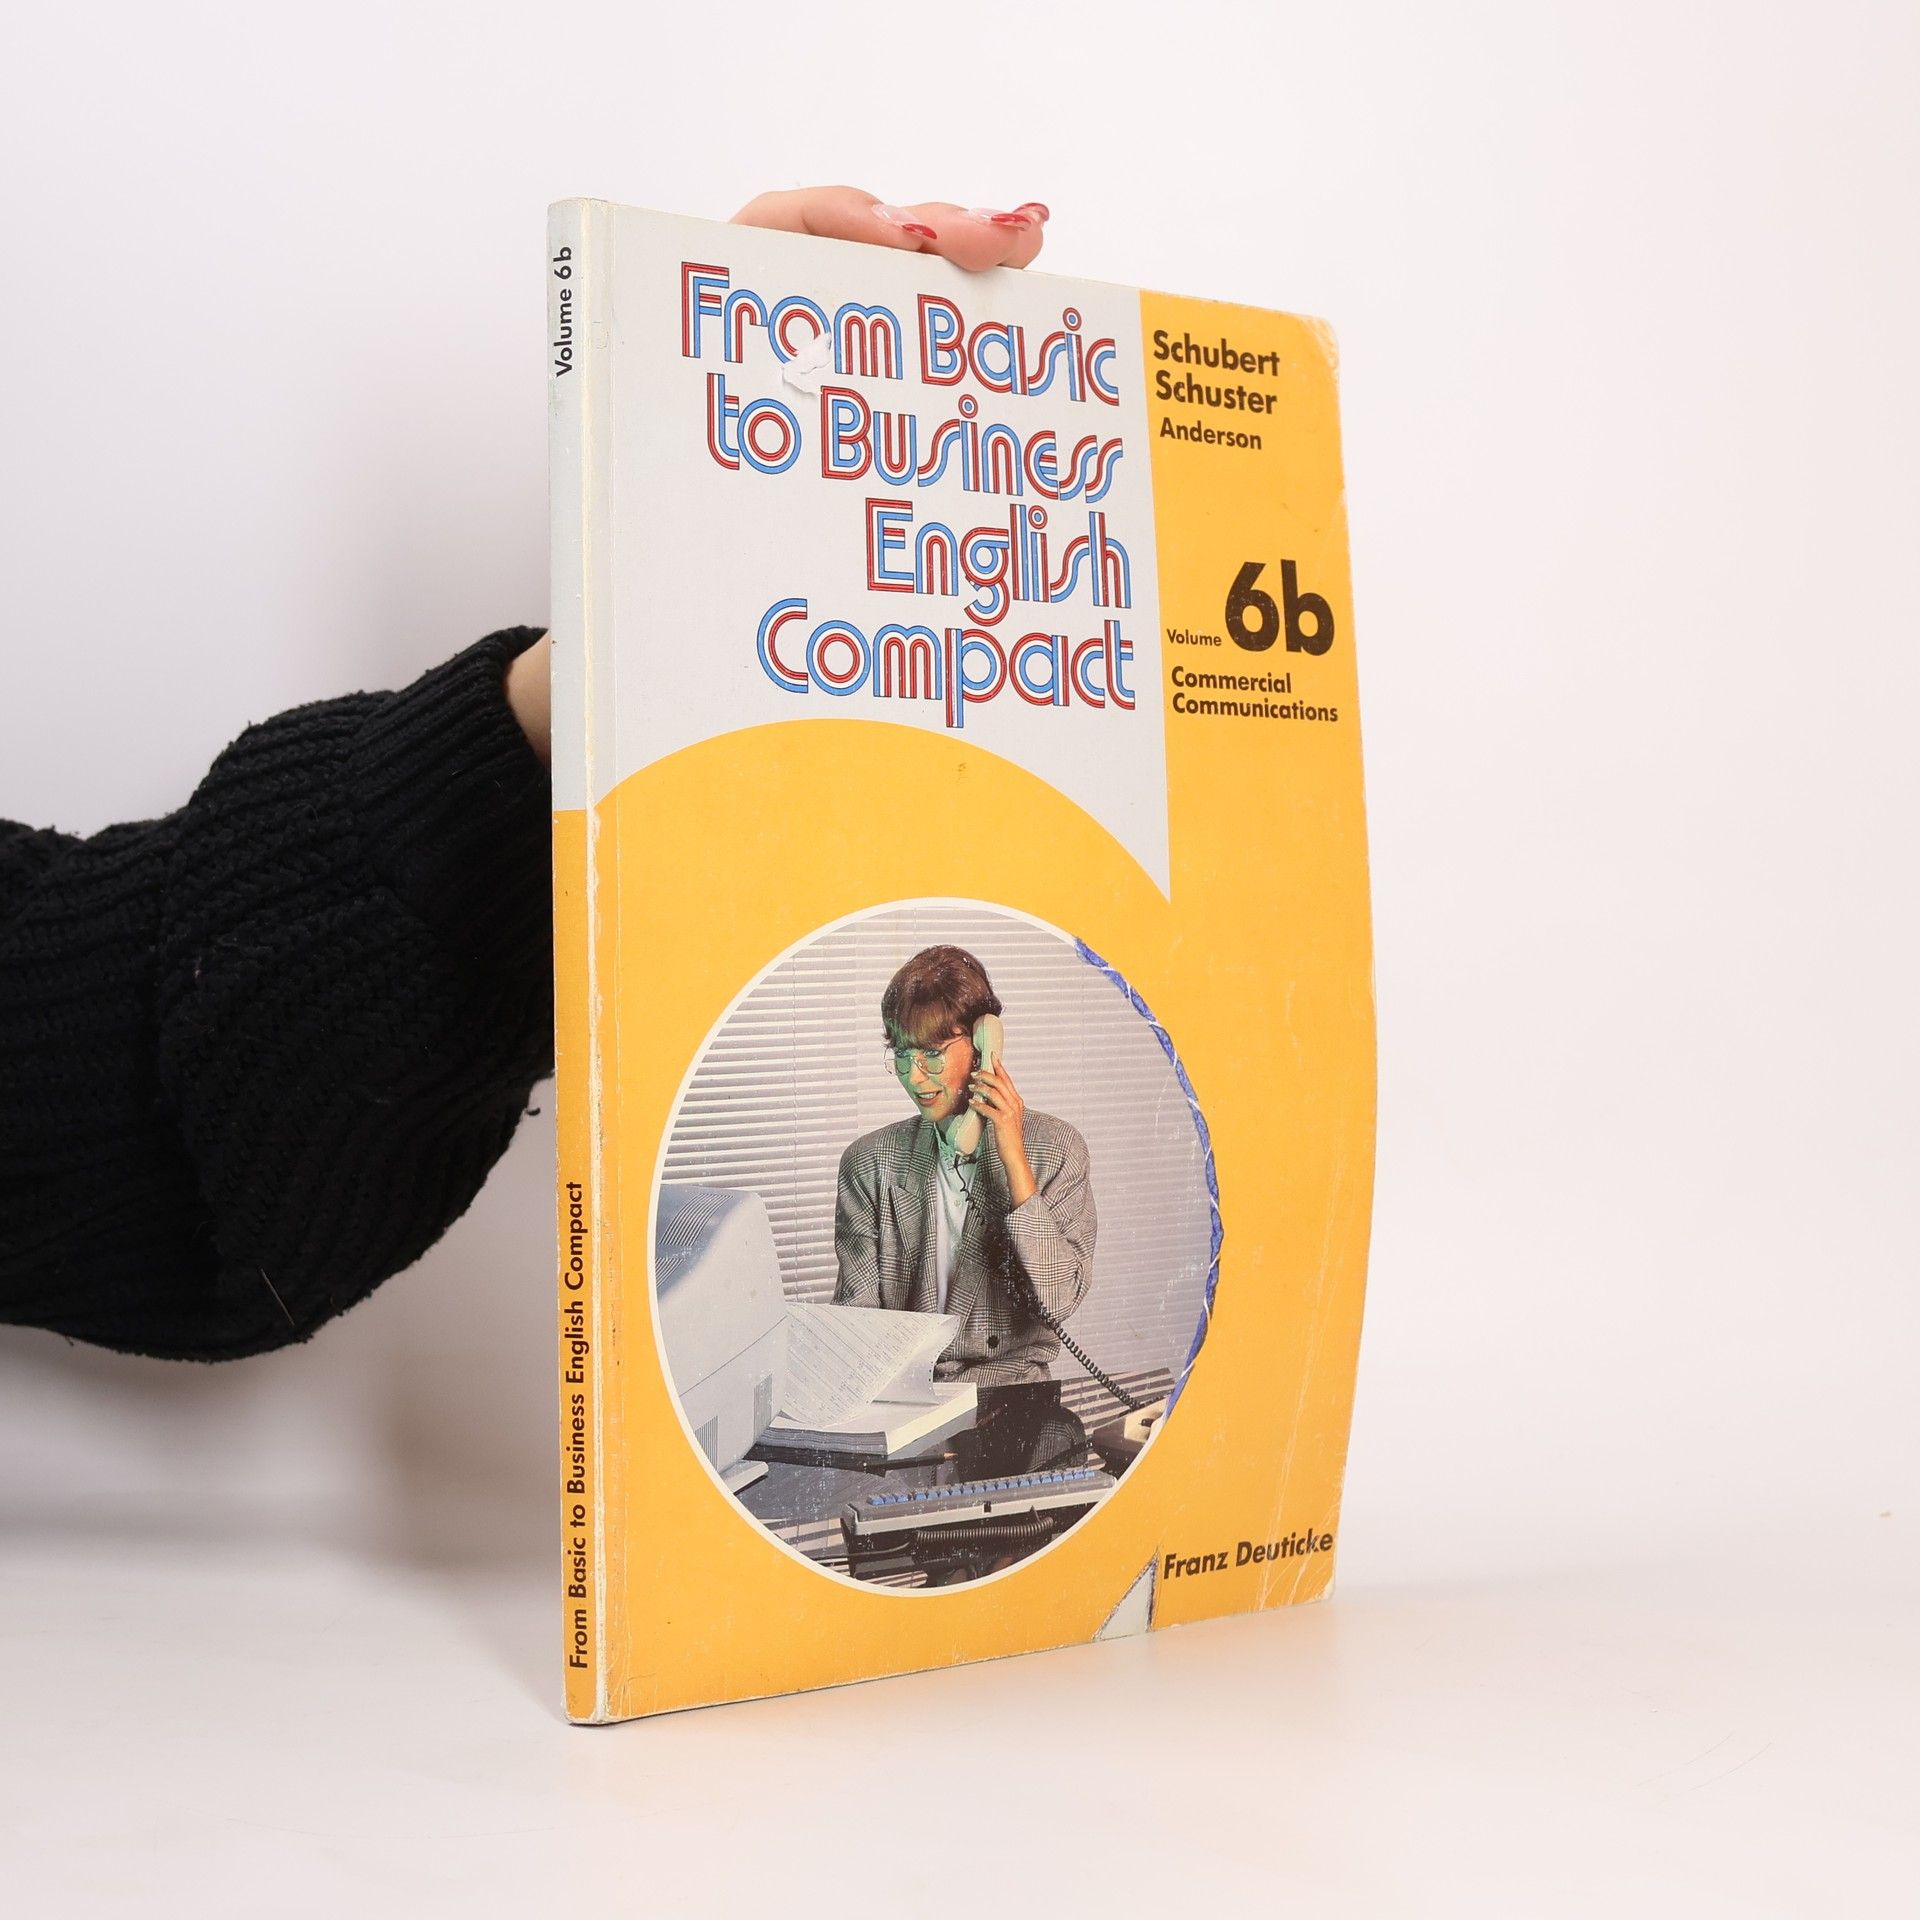 Volume 6b
From Basic to Business English Compact
From Basic
to Business
English
Compact
Schubert
Schuster
Anderson
Volume 6b
Commercial
Communications
Franz Deuticke